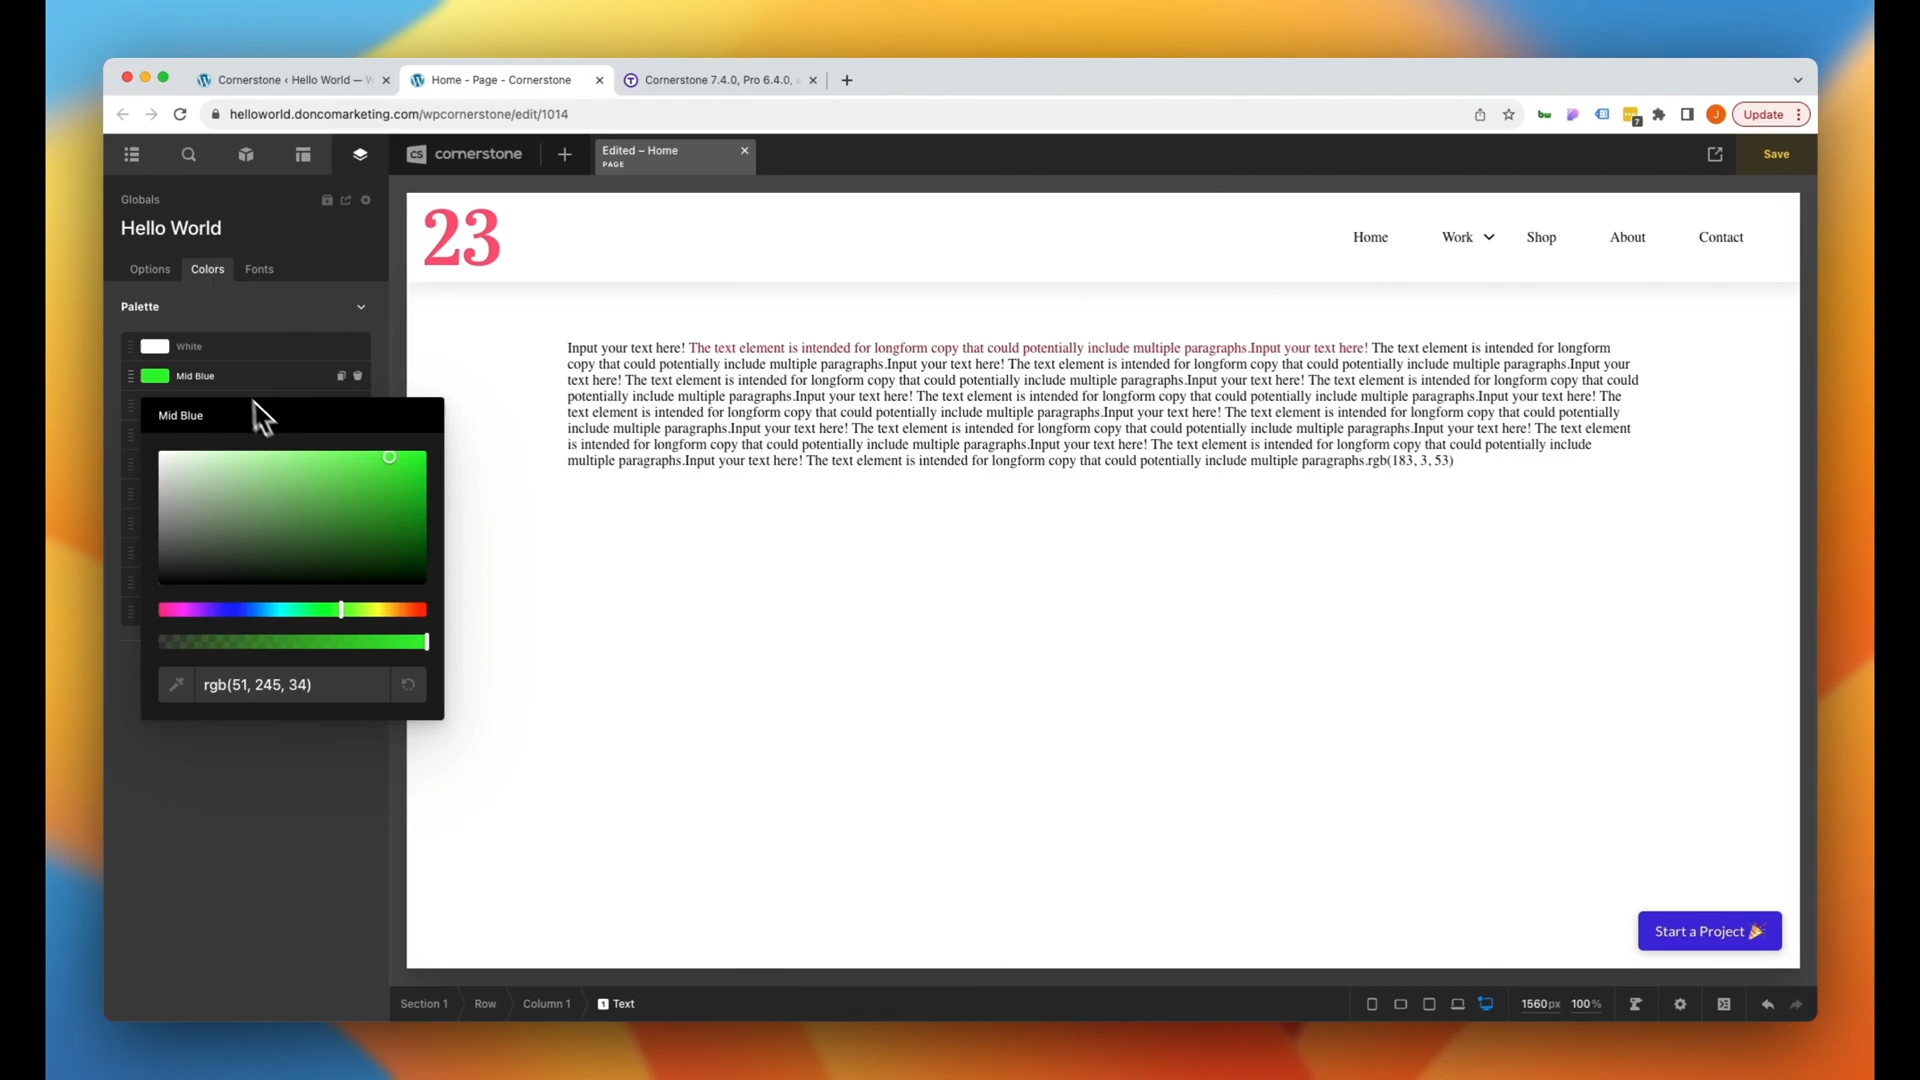 Cornerstone ‹ Hello World — W
Home - Page - Cornerstone
Cornerstone 7.4.0, Pro 6.4.0,
helloworld.doncomarketing.com/wpcornerstone/edit/1014
bw
7
J
Update
CS cornerstone
Edited – Home
PAGE
Save
Globals
Hello World
Options
Colors
Fonts
Palette
White
Mid Blue
Mid Blue
rgb(51, 245, 34)
23
Home
Work
Shop
About
Contact
Input your text here! The text element is intended for longform copy that could potentially include multiple paragraphs.Input your text here! The text element is intended for longform
copy that could potentially include multiple paragraphs.Input your text here! The text element is intended for longform copy that could potentially include multiple paragraphs.Input your
text here! The text element is intended for longform copy that could potentially include multiple paragraphs.Input your text here! The text element is intended for longform copy that could
potentially include multiple paragraphs.Input your text here! The text element is intended for longform copy that could potentially include multiple paragraphs.Input your text here! The
text element is intended for longform copy that could potentially include multiple paragraphs.Input your text here! The text element is intended for longform copy that could potentially
include multiple paragraphs.Input your text here! The text element is intended for longform copy that could potentially include multiple paragraphs.Input your text here! The text element
is intended for longform copy that could potentially include multiple paragraphs.Input your text here! The text element is intended for longform copy that could potentially include
multiple paragraphs.Input your text here! The text element is intended for longform copy that could potentially include multiple paragraphs.rgb(183, 3, 53)
Start a Project 🎉
Section 1
Row
Column 1
1 Text
1560px
100%